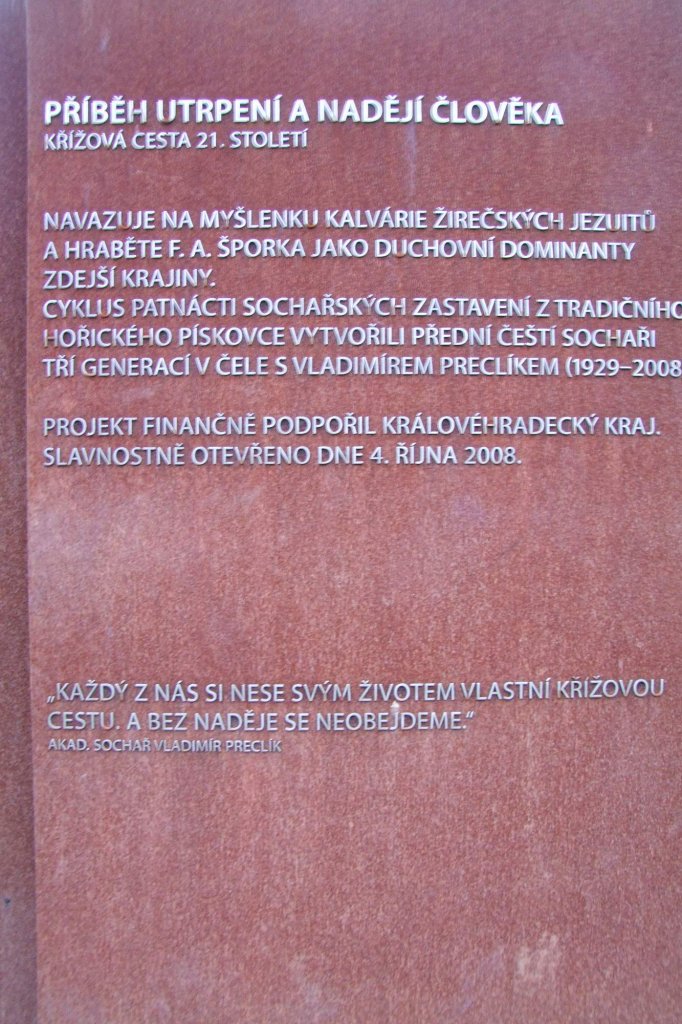 PŘÍBĚH UTRPENÍ A NADĚJÍ ČLOVĚKA
KŘÍŽOVÁ CESTA 21. STOLETÍ
NAVAZUJE NA MYŠLENKU KALVÁRIE ŽIREČSKÝCH JEZUITŮ
A HRABĚTE F. A. ŠPORKA JAKO DUCHOVNÍ DOMINANTY
ZDEJŠÍ KRAJINY.
CYKLUS PATNÁCTI SOCHAŘSKÝCH ZASTAVENÍ Z TRADIČNÍHO
HOŘICKÉHO PÍSKOVCE VYTVOŘILI PŘEDNÍ ČEŠTÍ SOCHAŘI
TŘÍ GENERACÍ V ČELE S VLADIMÍREM PRECLÍKEM (1929–2008
PROJEKT FINANČNĚ PODPOŘIL KRÁLOVÉHRADECKÝ KRAJ.
SLAVNOSTNĚ OTEVŘENO DNE 4. ŘÍJNA 2008.
„KAŽDÝ Z NÁS SI NESE SVÝM ŽIVOTEM VLASTNÍ KŘÍŽOVOU
CESTU. A BEZ NADĚJE SE NEOBEJDEME.“
AKAD. SOCHAŘ VLADIMÍR PRECLÍK